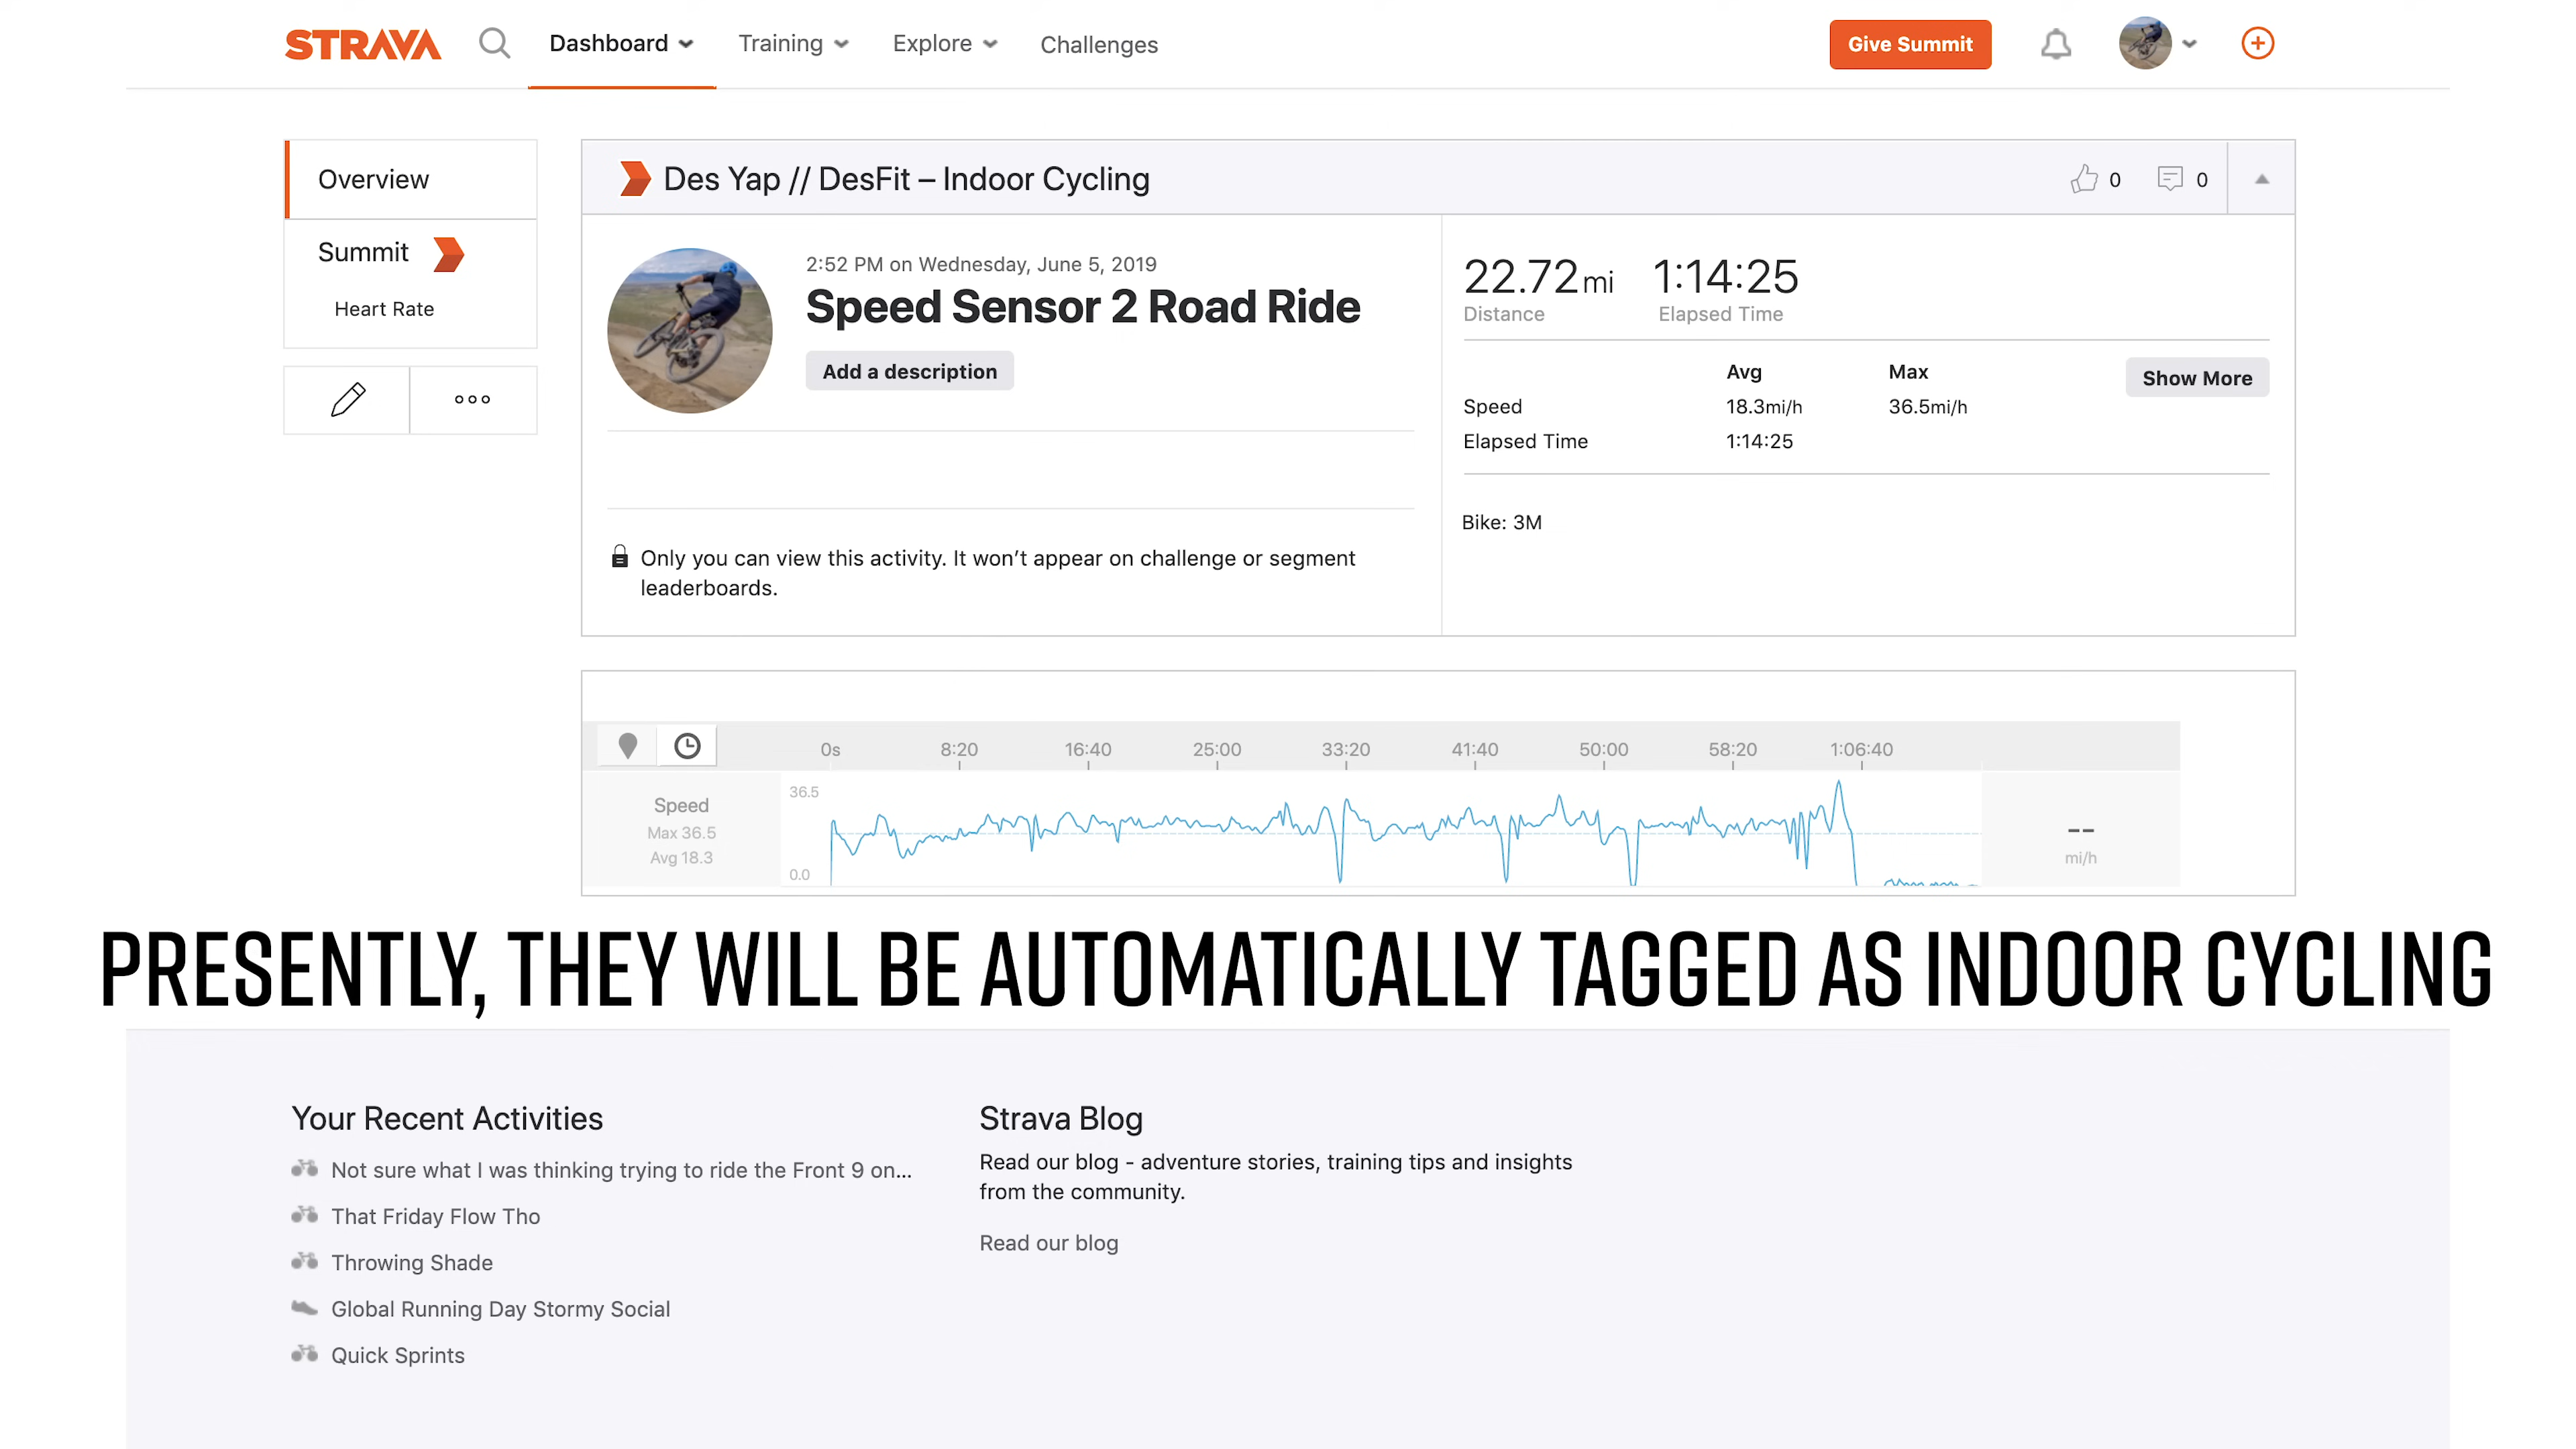 STRAVA
Dashboard
Training
Explore
Challenges
Give Summit
Overview
Summit
Heart Rate
Des Yap // DesFit – Indoor Cycling
0
0
2:52 PM on Wednesday, June 5, 2019
Speed Sensor 2 Road Ride
Add a description
Only you can view this activity. It won't appear on challenge or segment
leaderboards.
22.72mi 1:14:25
Distance Elapsed Time
Avg Max
Show More
Speed 18.3mi/h 36.5mi/h
Elapsed Time 1:14:25
Bike: 3M
0s 8:20 16:40 25:00 33:20 41:40 50:00 58:20 1:06:40
Speed
Max 36.5
Avg 18.3
36.5
0.0
--
mi/h
PRESENTLY, THEY WILL BE AUTOMATICALLY TAGGED AS INDOOR CYCLING
Your Recent Activities
Not sure what I was thinking trying to ride the Front 9 on...
That Friday Flow Tho
Throwing Shade
Global Running Day Stormy Social
Quick Sprints
Strava Blog
Read our blog - adventure stories, training tips and insights
from the community.
Read our blog